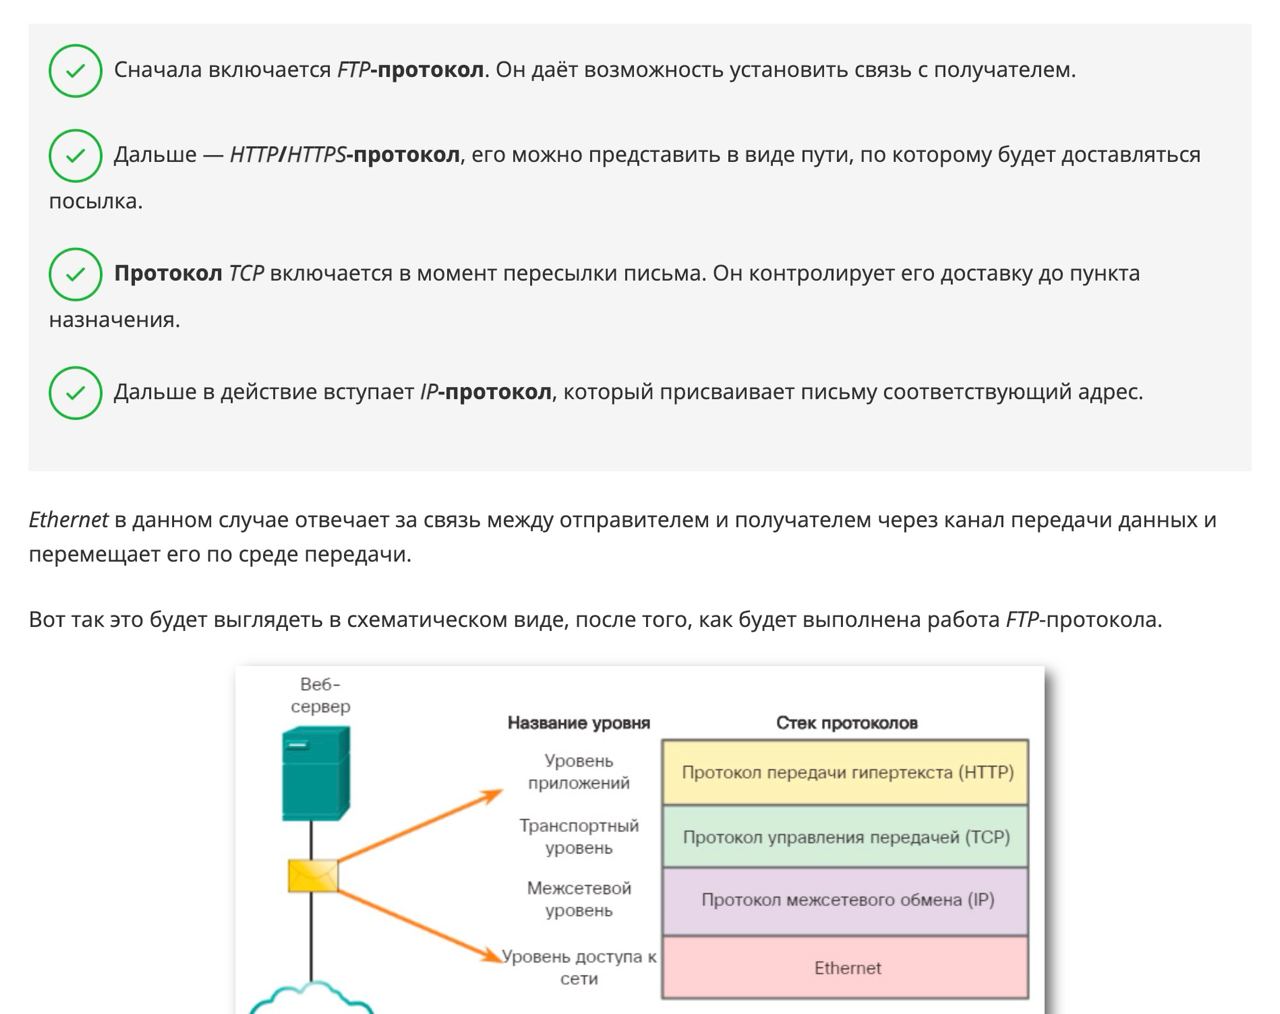 Сначала включается FTP-протокол. Он даёт возможность установить связь с получателем.
Дальше — HTTP/HTTPS-протокол, его можно представить в виде пути, по которому будет доставляться
посылка.
Протокол TCP включается в момент пересылки письма. Он контролирует его доставку до пункта
назначения.
Дальше в действие вступает IP-протокол, который присваивает письму соответствующий адрес.
Ethernet в данном случае отвечает за связь между отправителем и получателем через канал передачи данных и
перемещает его по среде передачи.
Вот так это будет выглядеть в схематическом виде, после того, как будет выполнена работа FTP-протокола.
Веб-
сервер
Название уровня
Стек протоколов
Уровень
приложений
Протокол передачи гипертекста (HTTP)
Транспортный
уровень
Протокол управления передачей (TCP)
Межсетевой
уровень
Протокол межсетевого обмена (IP)
Уровень доступа к
сети
Ethernet